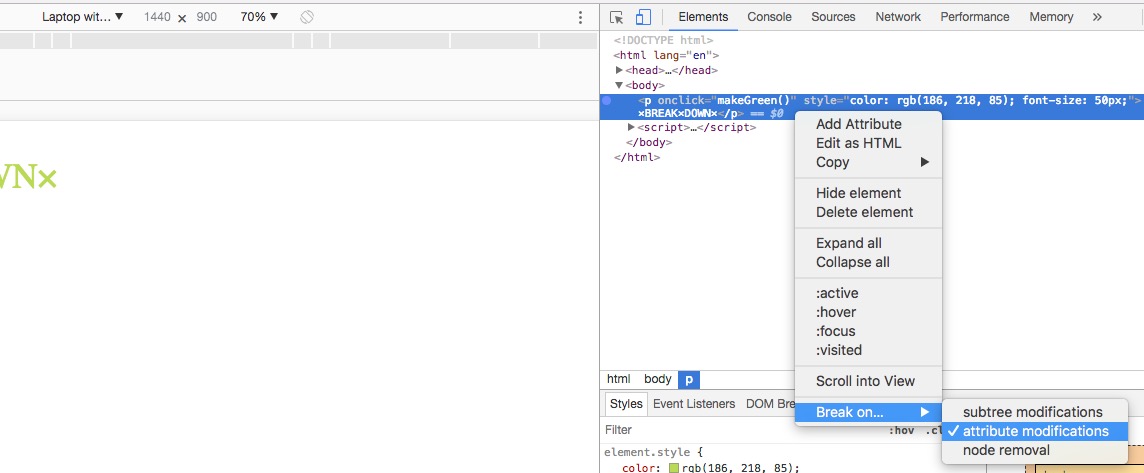 Laptop wit... ▼ 1440 × 900 70% ▼
Elements Console Sources Network Performance Memory »
<!DOCTYPE html>
<html lang="en">
▶<head>…</head>
▼<body>
<p onclick="makeGreen()" style="color: rgb(186, 218, 85); font-size: 50px;">
×BREAK×DOWN×</p> == $0
▶<script>…</script>
</body>
</html>
WN×
Add Attribute
Edit as HTML
Copy ▶
Hide element
Delete element
Expand all
Collapse all
:active
:hover
:focus
:visited
Scroll into View
Break on... ▶
subtree modifications
✓ attribute modifications
node removal
html body p
Styles Event Listeners DOM Bre
Filter :hov .cl
element.style {
color: rgb(186, 218, 85);